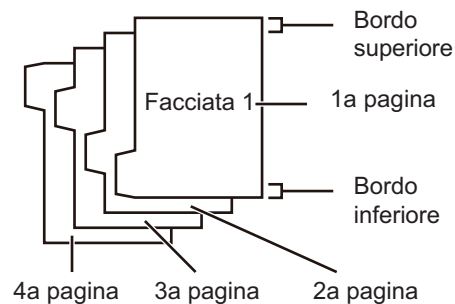 Bordo
superiore
Facciata 1
1a pagina
Bordo
inferiore
4a pagina
3a pagina
2a pagina